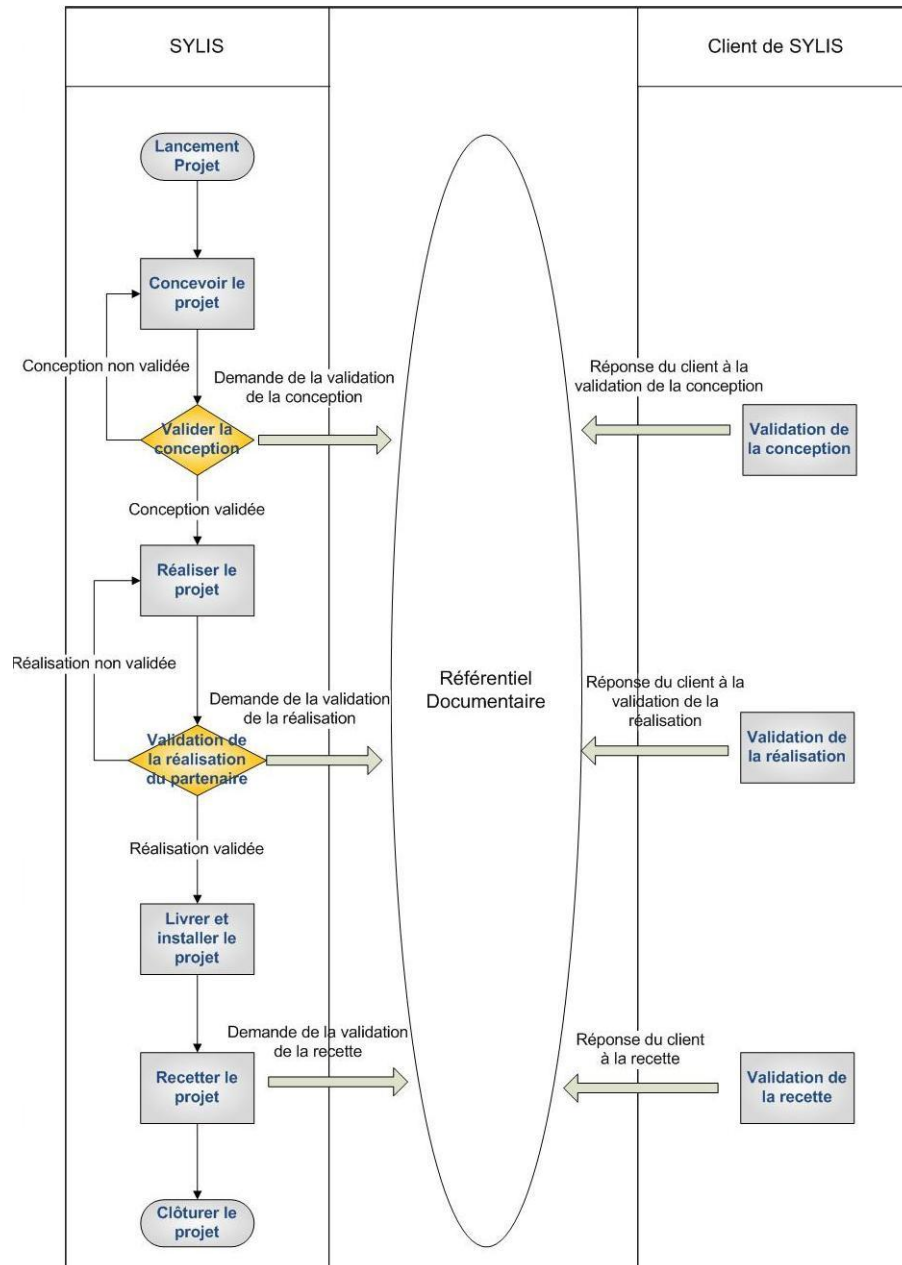 SYLIS
Client de SYLIS
Lancement
Projet
Concevoir le
projet
Conception non validée
Demande de la validation
de la conception
Réponse du client à la
validation de la conception
Valider la
conception
Validation de
la conception
Conception validée
Réaliser le
projet
Réalisation non validée
Référentiel
Documentaire
Demande de la validation
de la réalisation
Réponse du client à la
validation de la
réalisation
Validation de
la réalisation
du partenaire
Validation de
la réalisation
Réalisation validée
Livrer et
installer le
projet
Demande de la validation
de la recette
Réponse du client
à la recette
Recetter le
projet
Validation de
la recette
Clôturer le
projet